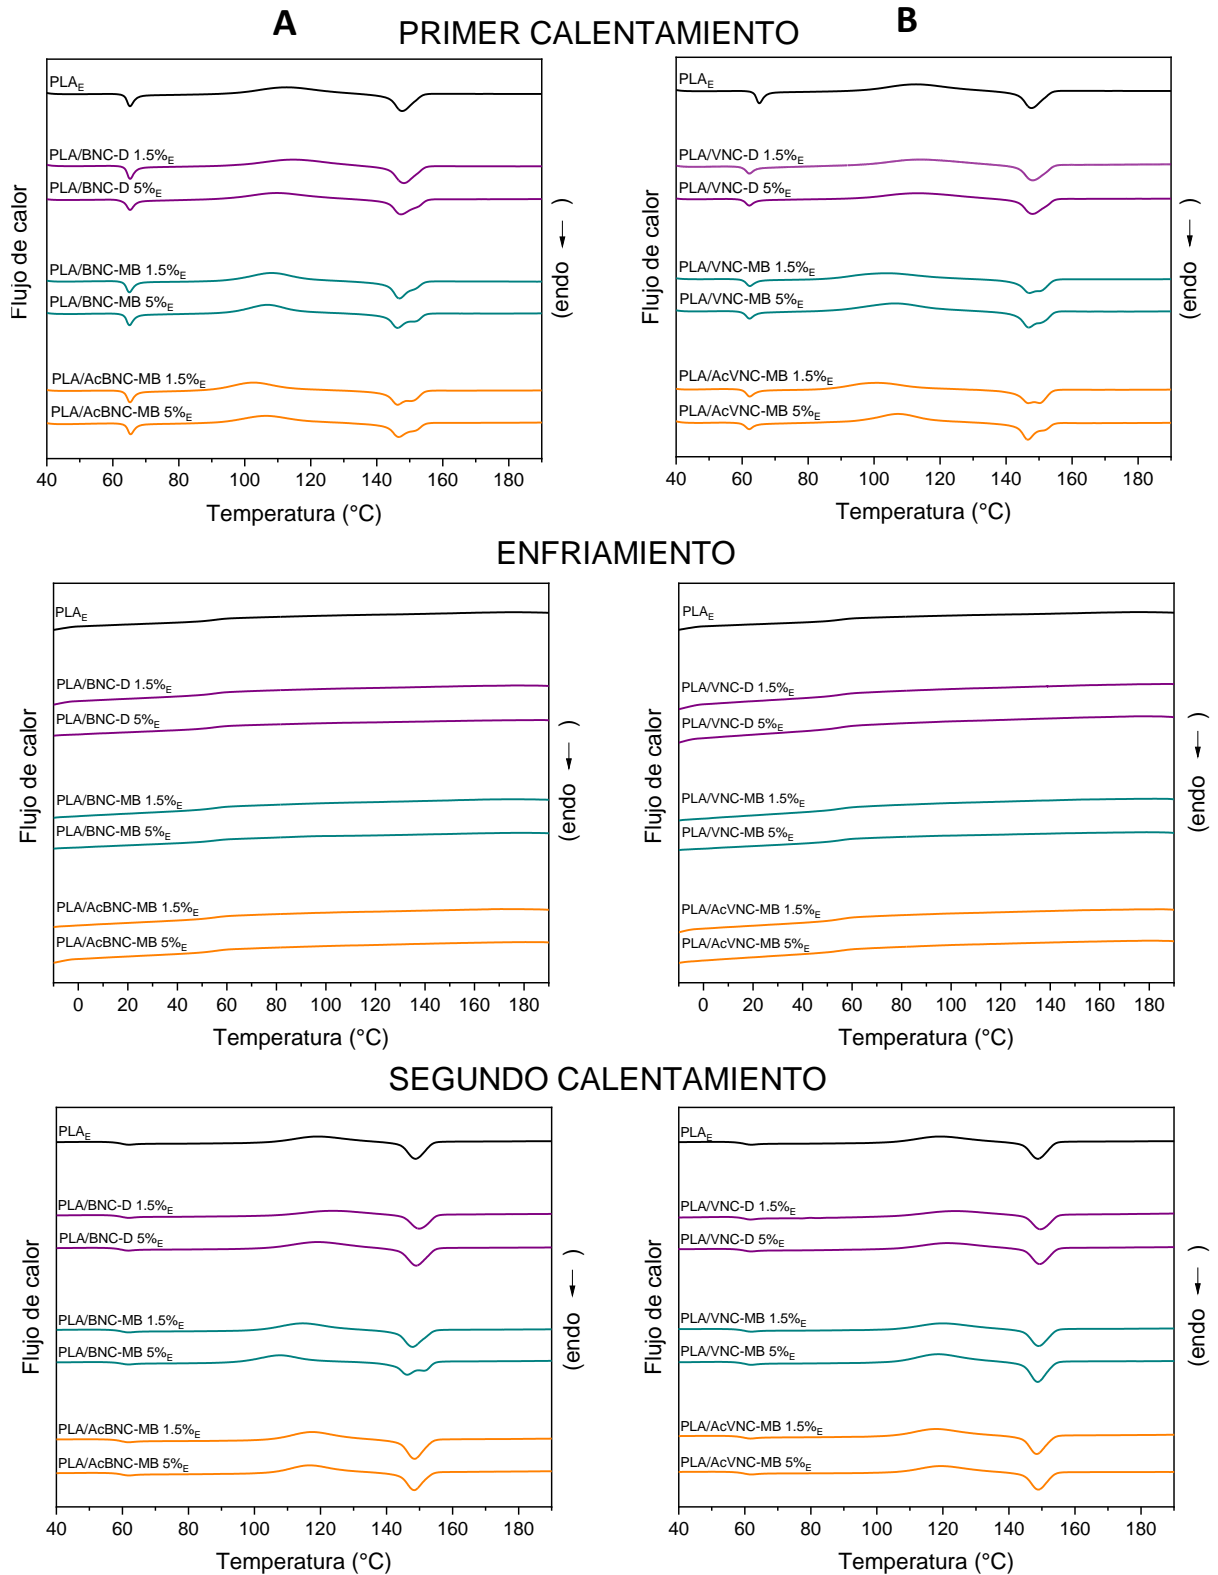 A
B
PRIMER CALENTAMIENTO
PLA_E
PLA/BNC-D 1.5%_E
PLA/BNC-D 5%_E
PLA/BNC-MB 1.5%_E
PLA/BNC-MB 5%_E
PLA/AcBNC-MB 1.5%_E
PLA/AcBNC-MB 5%_E
Flujo de calor
(endo → )
40 60 80 100 120 140 160 180
Temperatura (°C)
PLA_E
PLA/VNC-D 1.5%_E
PLA/VNC-D 5%_E
PLA/VNC-MB 1.5%_E
PLA/VNC-MB 5%_E
PLA/AcVNC-MB 1.5%_E
PLA/AcVNC-MB 5%_E
Flujo de calor
(endo → )
40 60 80 100 120 140 160 180
Temperatura (°C)
ENFRIAMIENTO
PLA_E
PLA/BNC-D 1.5%_E
PLA/BNC-D 5%_E
PLA/BNC-MB 1.5%_E
PLA/BNC-MB 5%_E
PLA/AcBNC-MB 1.5%_E
PLA/AcBNC-MB 5%_E
Flujo de calor
(endo → )
0 20 40 60 80 100 120 140 160 180
Temperatura (°C)
PLA_E
PLA/VNC-D 1.5%_E
PLA/VNC-D 5%_E
PLA/VNC-MB 1.5%_E
PLA/VNC-MB 5%_E
PLA/AcVNC-MB 1.5%_E
PLA/AcVNC-MB 5%_E
Flujo de calor
(endo → )
0 20 40 60 80 100 120 140 160 180
Temperatura (°C)
SEGUNDO CALENTAMIENTO
PLA_E
PLA/BNC-D 1.5%_E
PLA/BNC-D 5%_E
PLA/BNC-MB 1.5%_E
PLA/BNC-MB 5%_E
PLA/AcBNC-MB 1.5%_E
PLA/AcBNC-MB 5%_E
Flujo de calor
(endo → )
40 60 80 100 120 140 160 180
Temperatura (°C)
PLA_E
PLA/VNC-D 1.5%_E
PLA/VNC-D 5%_E
PLA/VNC-MB 1.5%_E
PLA/VNC-MB 5%_E
PLA/AcVNC-MB 1.5%_E
PLA/AcVNC-MB 5%_E
Flujo de calor
(endo → )
40 60 80 100 120 140 160 180
Temperatura (°C)